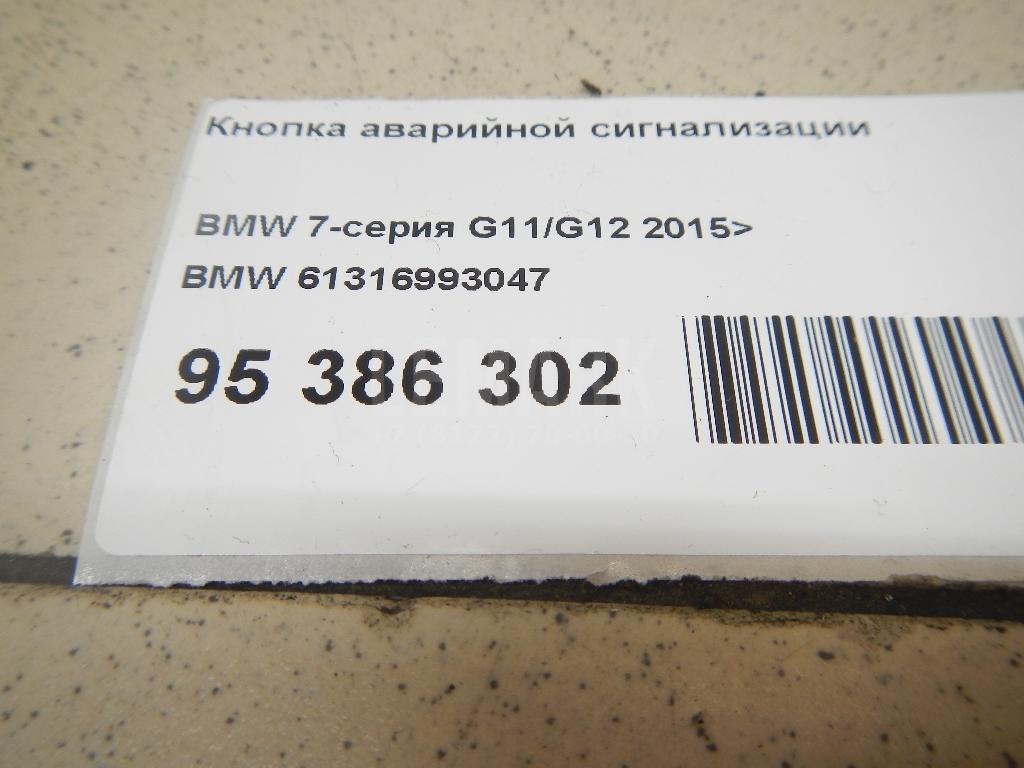 Кнопка аварийной сигнализации
BMW 7-серия G11/G12 2015>
BMW 61316993047
95 386 302